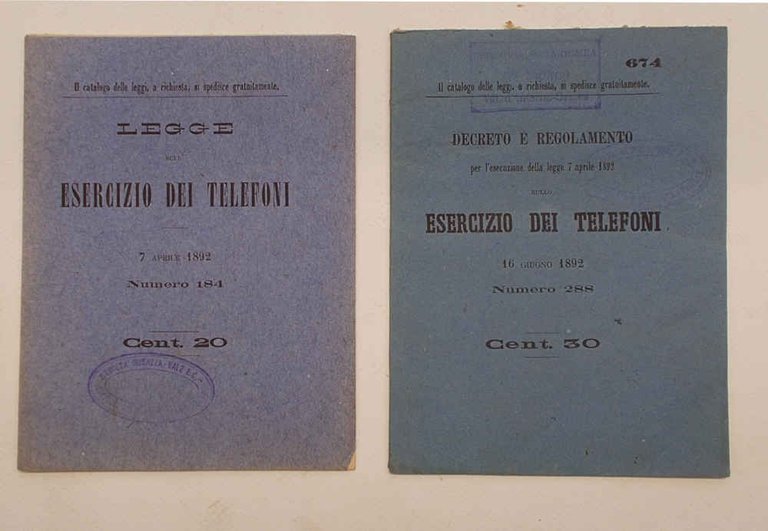 Il catalogo delle leggi, a richiesta, si spedisce gratuitamente.
LEGGE
SULL'
ESERCIZIO DEI TELEFONI
7 APRILE 1892
Numero 184
Cent. 20
674
Il catalogo delle leggi, a richiesta, si spedisce gratuitamente.
DECRETO E REGOLAMENTO
per l'esecuzione della legge 7 aprile 1892
SULLO
ESERCIZIO DEI TELEFONI
16 GIUGNO 1892
Numero 288
Cent. 30